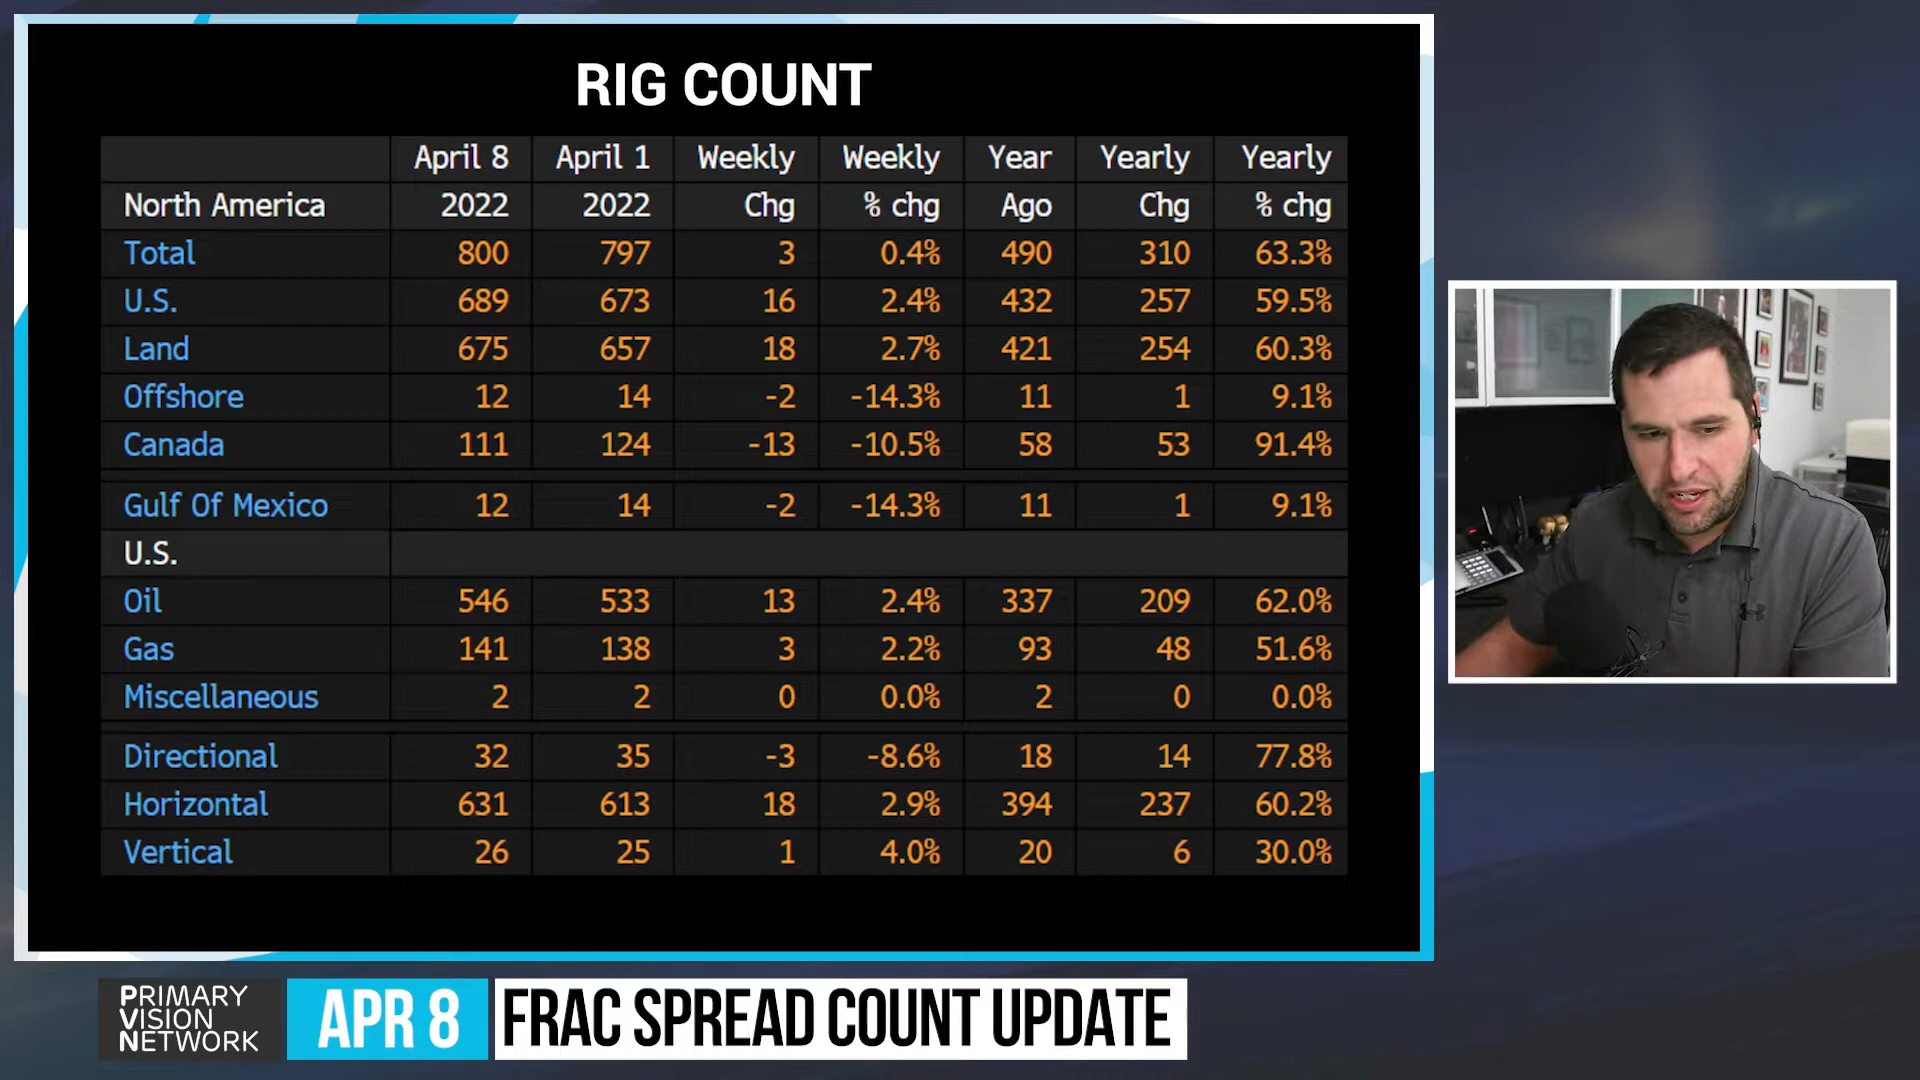 RIG COUNT
April 8 April 1 Weekly Weekly Year Yearly Yearly
North America 2022 2022 Chg % chg Ago Chg % chg
Total 800 797 3 0.4% 490 310 63.3%
U.S. 689 673 16 2.4% 432 257 59.5%
Land 675 657 18 2.7% 421 254 60.3%
Offshore 12 14 -2 -14.3% 11 1 9.1%
Canada 111 124 -13 -10.5% 58 53 91.4%
Gulf Of Mexico 12 14 -2 -14.3% 11 1 9.1%
U.S.
Oil 546 533 13 2.4% 337 209 62.0%
Gas 141 138 3 2.2% 93 48 51.6%
Miscellaneous 2 2 0 0.0% 2 0 0.0%
Directional 32 35 -3 -8.6% 18 14 77.8%
Horizontal 631 613 18 2.9% 394 237 60.2%
Vertical 26 25 1 4.0% 20 6 30.0%
PRIMARY
VISION
NETWORK
APR 8
FRAC SPREAD COUNT UPDATE